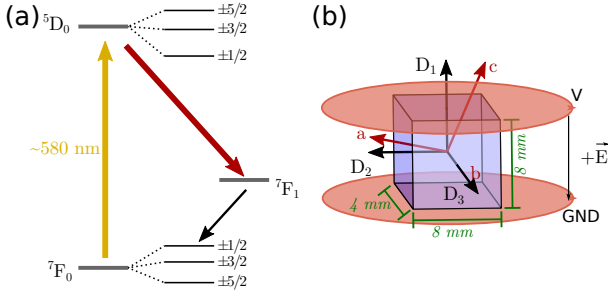 (a)
⁵D₀
±5/2
±3/2
±1/2
~580 nm
⁷F₁
⁷F₀
±1/2
±3/2
±5/2
(b)
D₁
c
V
a
D₂
b
D₃
8 mm
+E⃗
4 mm
8 mm
GND